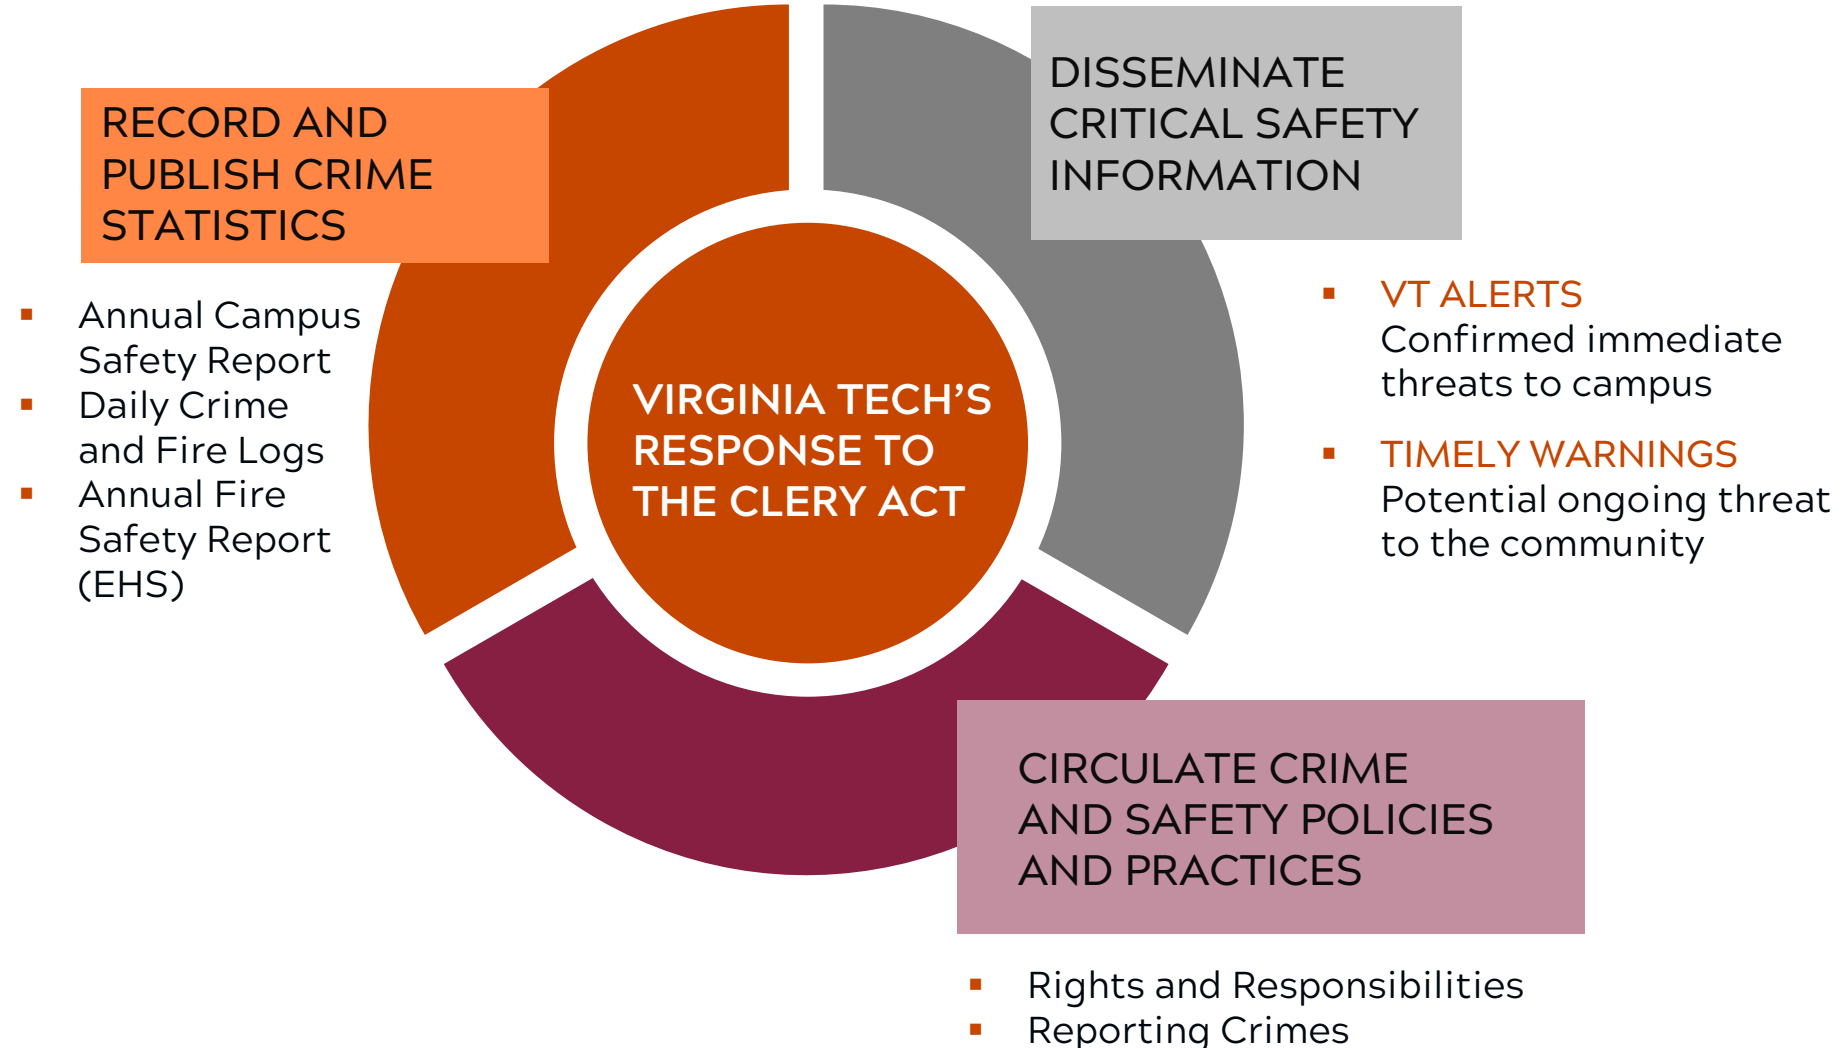 RECORD AND
PUBLISH CRIME
STATISTICS
▪ Annual Campus
Safety Report
▪ Daily Crime
and Fire Logs
▪ Annual Fire
Safety Report
(EHS)
VIRGINIA TECH’S
RESPONSE TO
THE CLERY ACT
DISSEMINATE
CRITICAL SAFETY
INFORMATION
▪ VT ALERTS
Confirmed immediate
threats to campus
▪ TIMELY WARNINGS
Potential ongoing threat
to the community
CIRCULATE CRIME
AND SAFETY POLICIES
AND PRACTICES
▪ Rights and Responsibilities
▪ Reporting Crimes